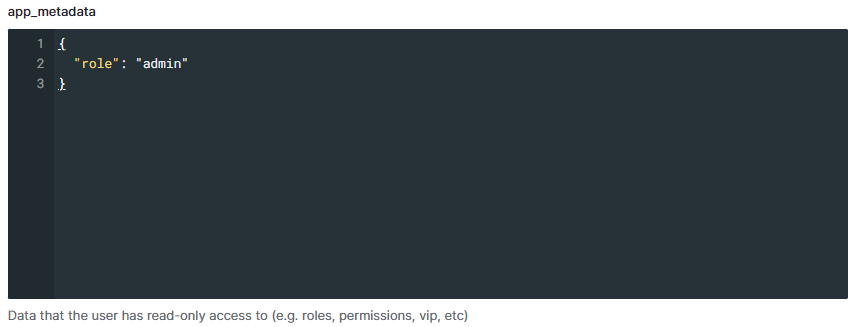 app_metadata
1 {
2 "role": "admin"
3 }
Data that the user has read-only access to (e.g. roles, permissions, vip, etc)